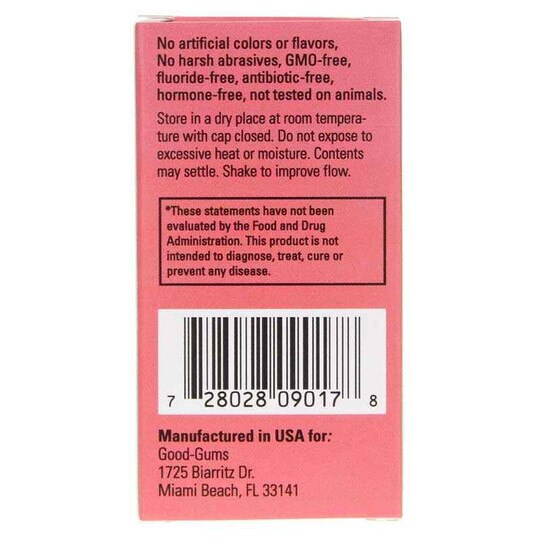 No artificial colors or flavors,
No harsh abrasives, GMO-free,
fluoride-free, antibiotic-free,
hormone-free, not tested on animals.
Store in a dry place at room tempera-
ture with cap closed. Do not expose to
excessive heat or moisture. Contents
may settle. Shake to improve flow.
*These statements have not been
evaluated by the Food and Drug
Administration. This product is not
intended to diagnose, treat, cure or
prevent any disease.
7 28028 09017 8
Manufactured in USA for:
Good-Gums
1725 Biarritz Dr.
Miami Beach, FL 33141